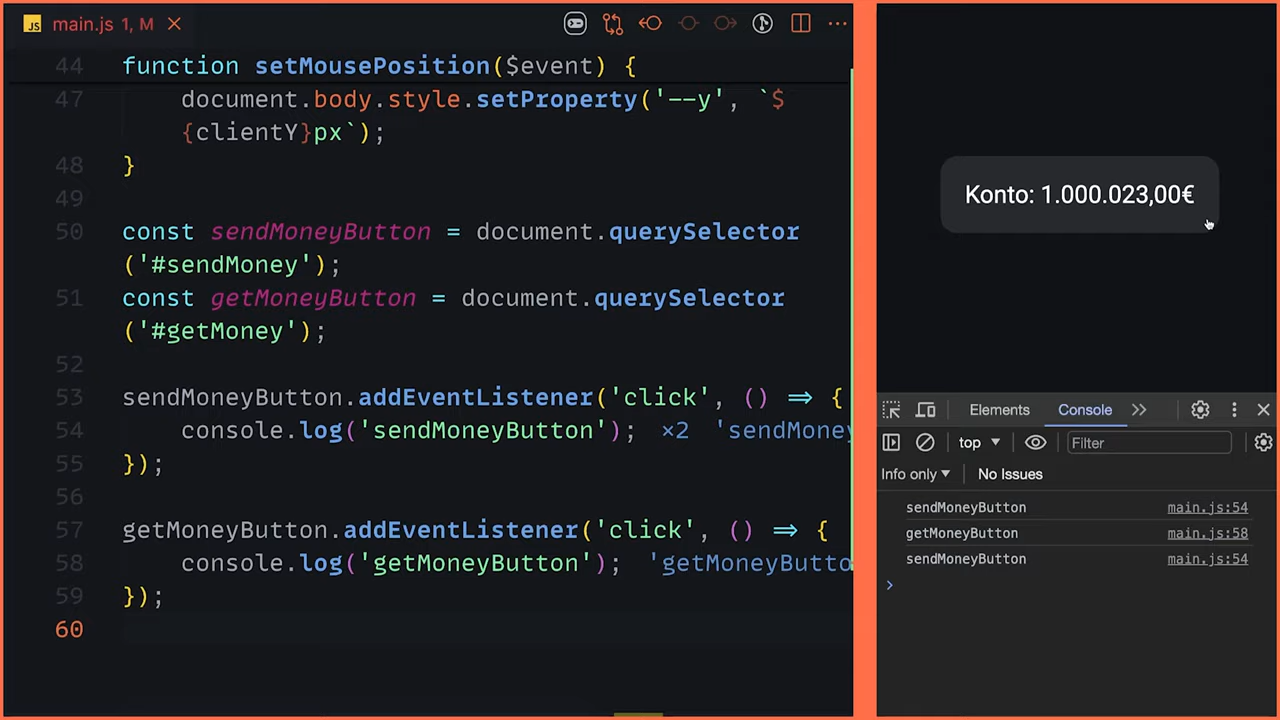 JS main.js 1, M
44 function setMousePosition($event) {
47 document.body.style.setProperty('--y', `$
{clientY}px`);
48 }
49
50 const sendMoneyButton = document.querySelector
('#sendMoney');
51 const getMoneyButton = document.querySelector
('#getMoney');
52
53 sendMoneyButton.addEventListener('click', () => {
54 console.log('sendMoneyButton'); ×2 'sendMoney
55 });
56
57 getMoneyButton.addEventListener('click', () => {
58 console.log('getMoneyButton'); 'getMoneyButto
59 });
60
Konto: 1.000.023,00€
Elements Console
top Filter
Info only No Issues
sendMoneyButton main.js:54
getMoneyButton main.js:58
sendMoneyButton main.js:54